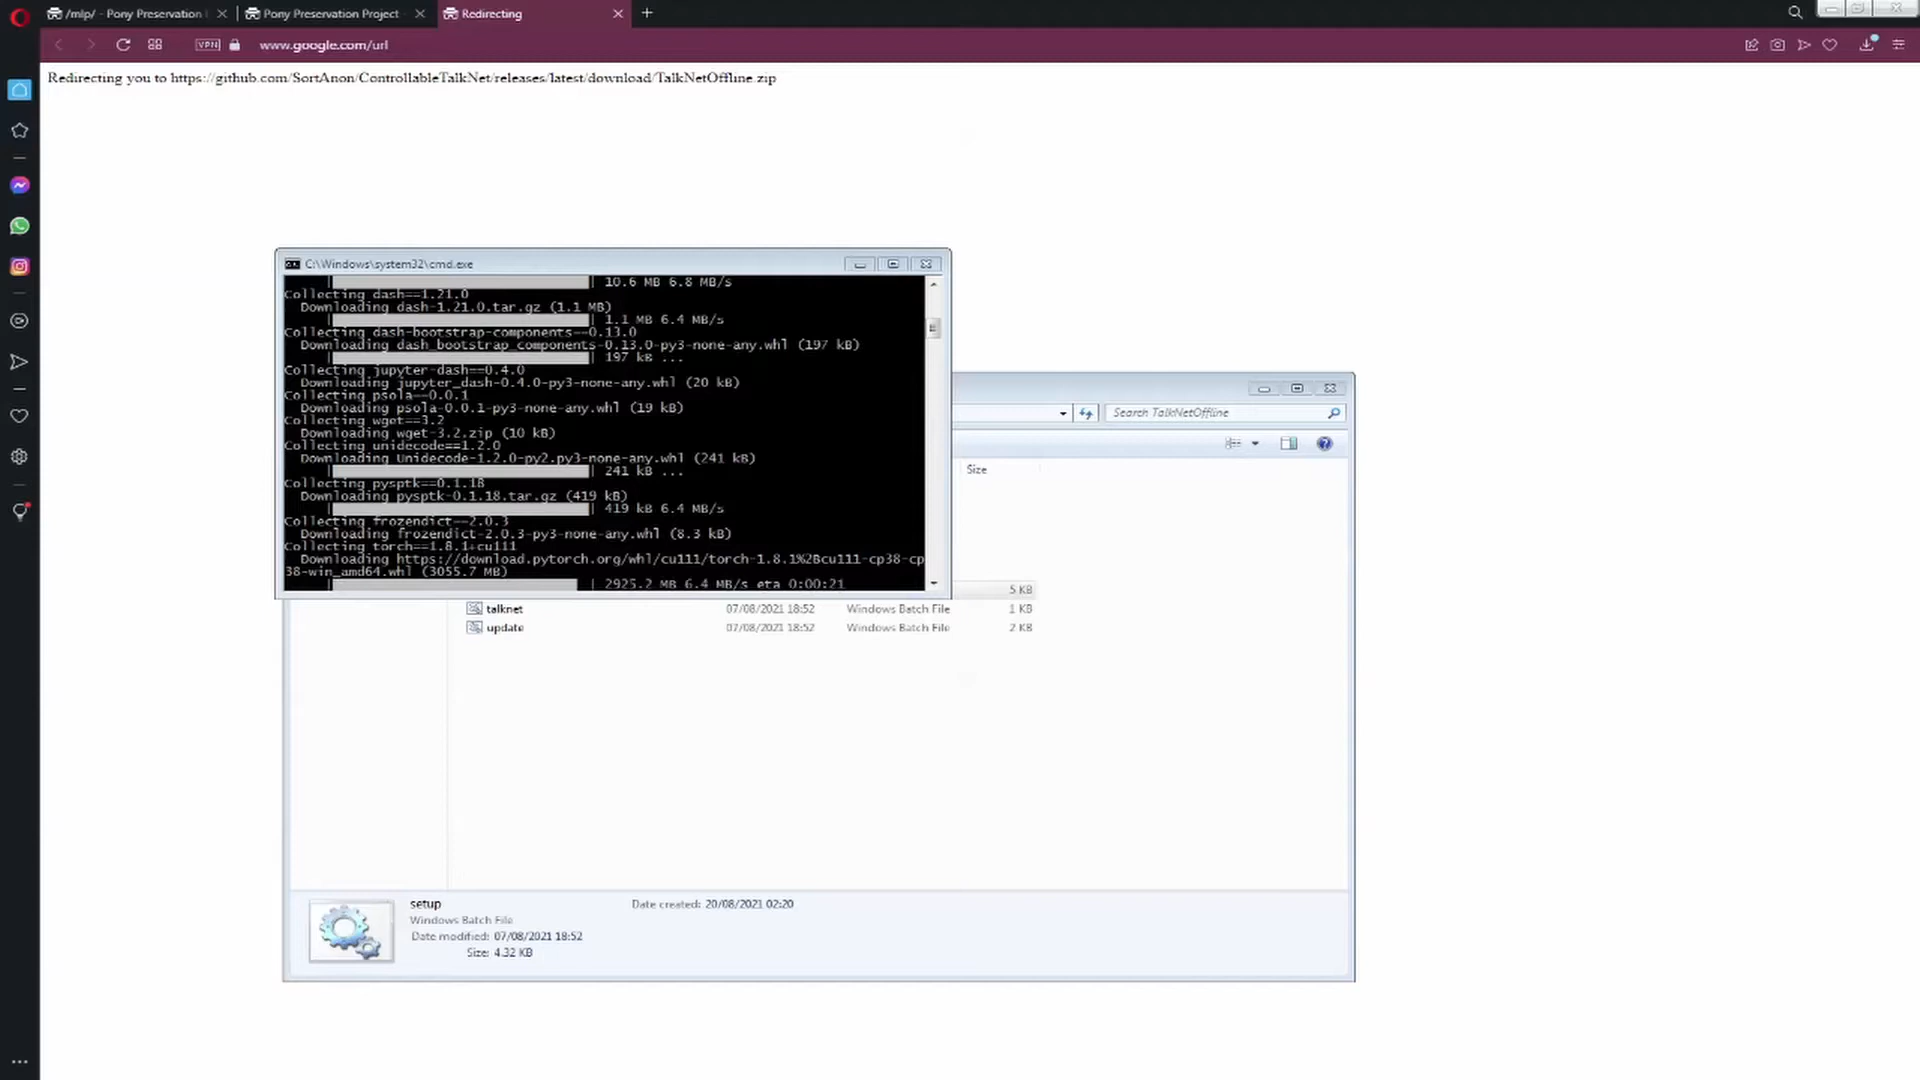 /mlp/ - Pony Preservation
Pony Preservation Project
Redirecting
VPN
www.google.com/url
Redirecting you to https://github.com/SortAnon/ControllableTalkNet/releases/latest/download/TalkNetOffline.zip
C:\Windows\system32\cmd.exe
| 10.6 MB 6.8 MB/s
Collecting dash==1.21.0
Downloading dash-1.21.0.tar.gz (1.1 MB)
| 1.1 MB 6.4 MB/s
Collecting dash-bootstrap-components==0.13.0
Downloading dash_bootstrap_components-0.13.0-py3-none-any.whl (197 kB)
| 197 kB ...
Collecting jupyter-dash==0.4.0
Downloading jupyter_dash-0.4.0-py3-none-any.whl (20 kB)
Collecting psola==0.0.1
Downloading psola-0.0.1-py3-none-any.whl (19 kB)
Collecting wget==3.2
Downloading wget-3.2.zip (10 kB)
Collecting unidecode==1.2.0
Downloading Unidecode-1.2.0-py2.py3-none-any.whl (241 kB)
| 241 kB ...
Collecting pysptk==0.1.18
Downloading pysptk-0.1.18.tar.gz (419 kB)
| 419 kB 6.4 MB/s
Collecting frozendict==2.0.3
Downloading frozendict-2.0.3-py3-none-any.whl (8.3 kB)
Collecting torch==1.8.1+cu111
Downloading https://download.pytorch.org/whl/cu111/torch-1.8.1%2Bcu111-cp38-cp
38-win_amd64.whl (3055.7 MB)
| 2925.2 MB 6.4 MB/s eta 0:00:21
Search TalkNetOffline
Size
5 KB
talknet 07/08/2021 18:52 Windows Batch File 1 KB
update 07/08/2021 18:52 Windows Batch File 2 KB
setup Date created: 20/08/2021 02:20
Windows Batch File
Date modified: 07/08/2021 18:52
Size: 4.32 KB